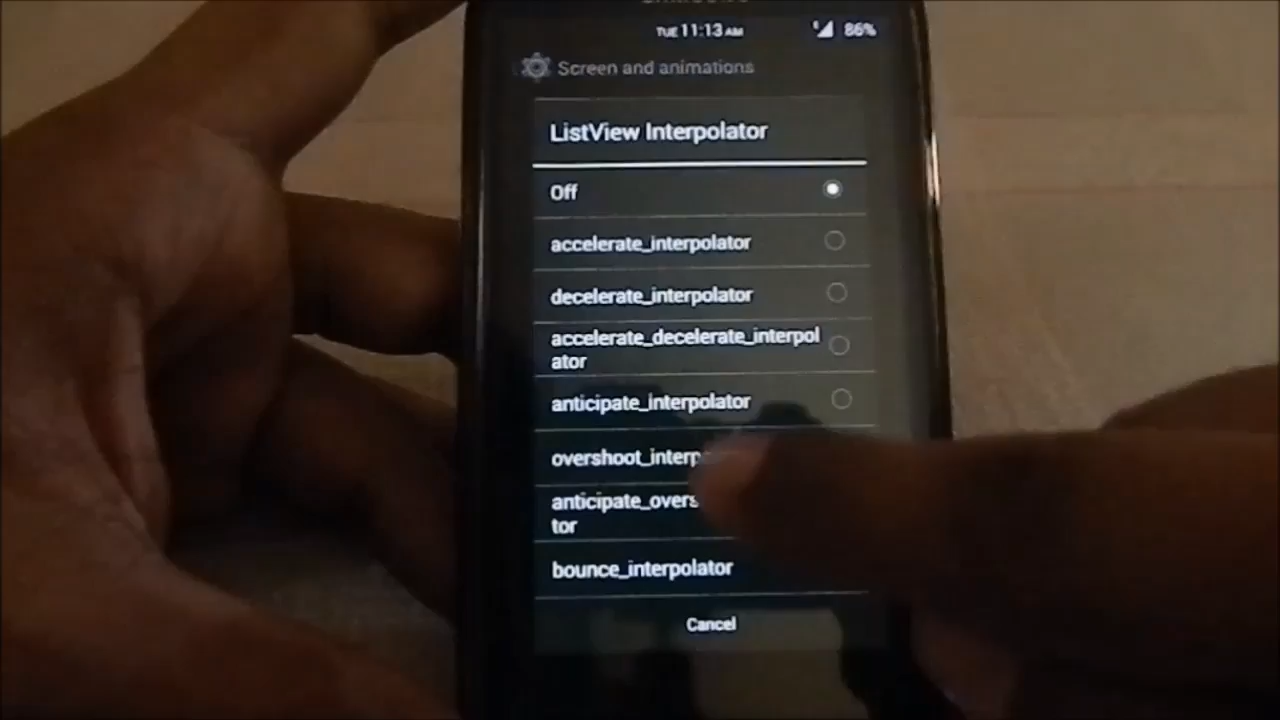 TUE 11:13 AM 86%
Screen and animations
ListView Interpolator
Off
accelerate_interpolator
decelerate_interpolator
accelerate_decelerate_interpol
ator
anticipate_interpolator
overshoot_interp
anticipate_overs
tor
bounce_interpolator
Cancel